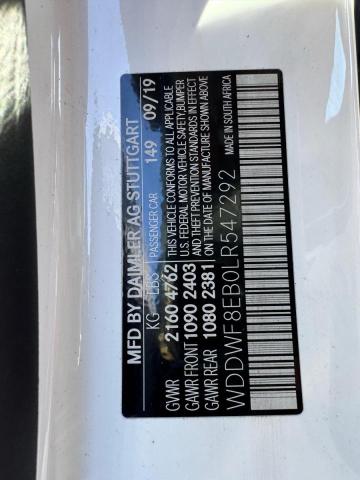 MFD BY DAIMLER AG STUTTGART
KG LBS PASSENGER CAR 149 09/19
GVWR 2160 4762 THIS VEHICLE CONFORMS TO ALL APPLICABLE
GAWR FRONT 1090 2403 U.S. FEDERAL MOTOR VEHICLE SAFETY,BUMPER
GAWR REAR 1080 2381 AND THEFT PREVENTION STANDARDS IN EFFECT
ON THE DATE OF MANUFACTURE SHOWN ABOVE
WDDWF8EB0LR547292 MADE IN SOUTH AFRICA